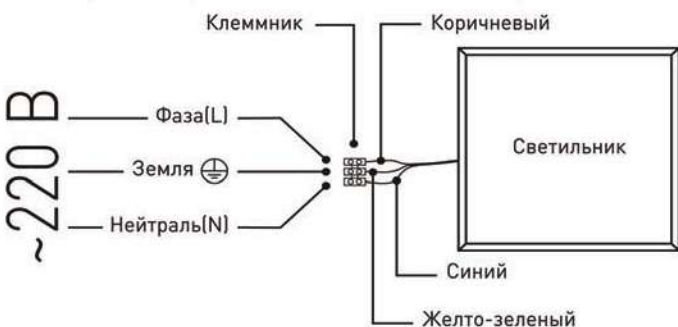 Клеммник
Коричневый
~220 В
Фаза(L)
Земля
Нейтраль(N)
Светильник
Синий
Желто-зеленый